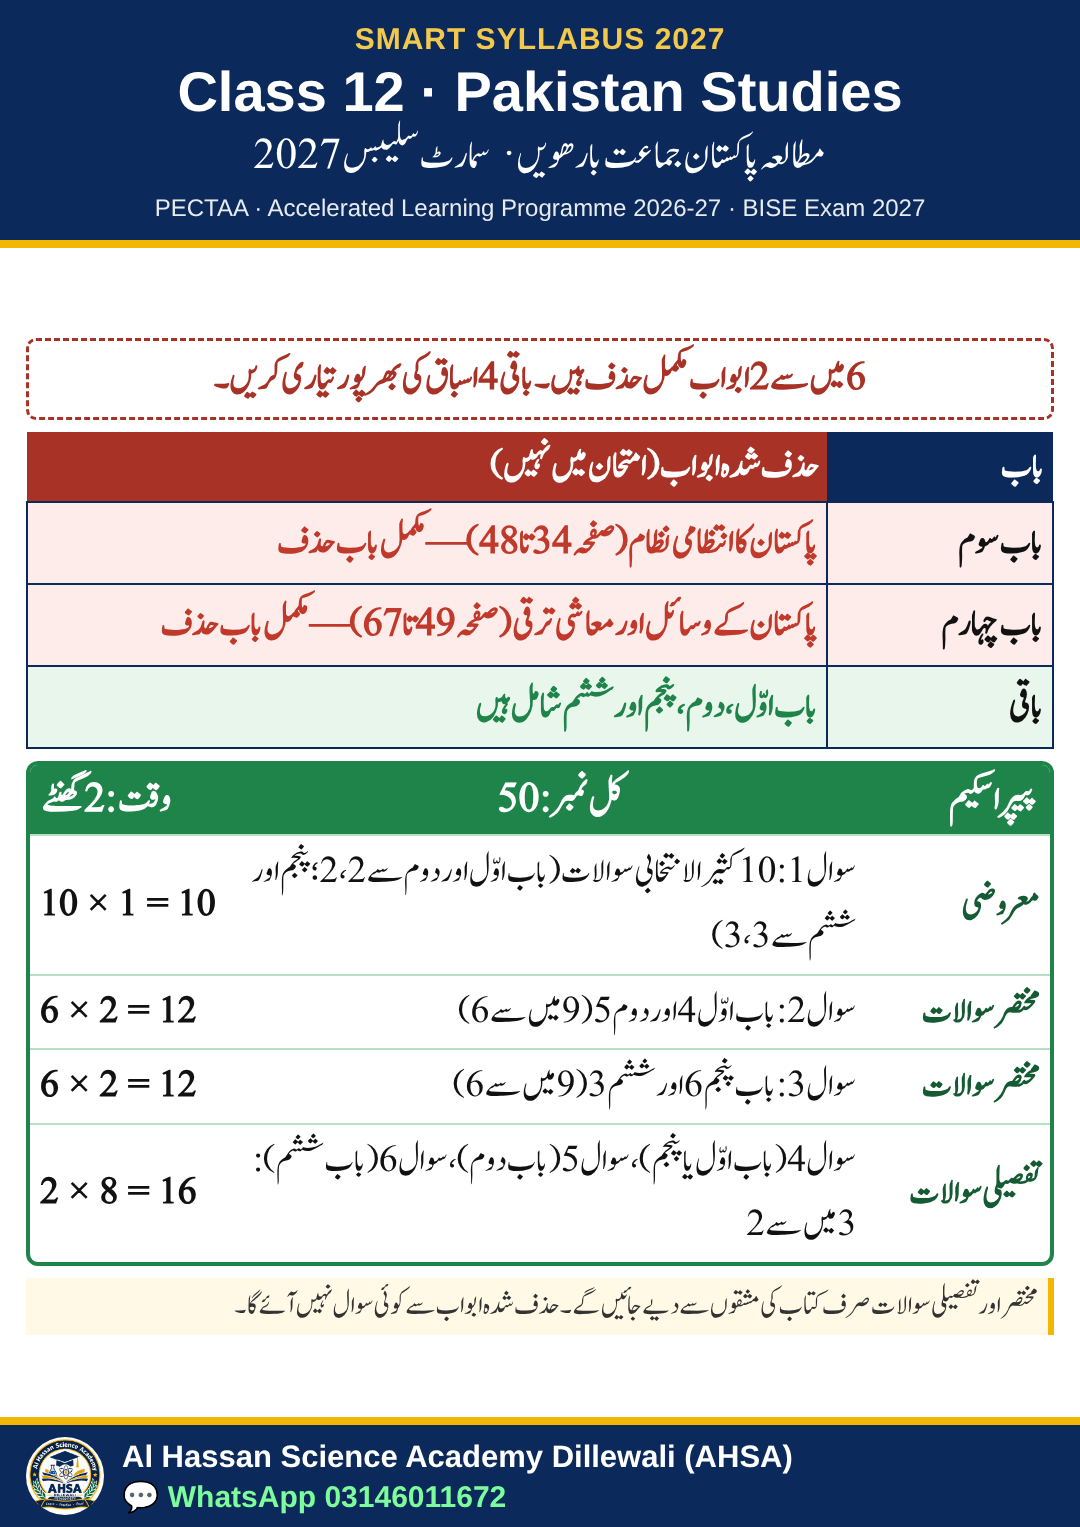 SMART SYLLABUS 2027
Class 12 · Pakistan Studies
مطالعہ پاکستان جماعت بارھویں · سمارٹ سلیبس 2027
PECTAA · Accelerated Learning Programme 2026-27 · BISE Exam 2027
6 میں سے 2 ابواب مکمل حذف ہیں۔ باقی 4 اسباق کی بھرپور تیاری کریں۔
باب حذف شدہ ابواب (امتحان میں نہیں)
باب سوم پاکستان کا انتظامی نظام (صفحہ 34 تا 48) — مکمل باب حذف
باب چہارم پاکستان کے وسائل اور معاشی ترقی (صفحہ 49 تا 67) — مکمل باب حذف
باقی باب اوّل، دوم، پنجم اور ششم شامل ہیں
پیپر اسکیم کل نمبر: 50 وقت: 2 گھنٹے
معروضی سوال 1: 10 کثیر الانتخابی سوالات (باب اوّل اور دوم سے 2،2؛ پنجم اور
ششم سے 3،3) 10 × 1 = 10
مختصر سوالات سوال 2: باب اوّل 4 اور دوم 5 (9 میں سے 6) 6 × 2 = 12
مختصر سوالات سوال 3: باب پنجم 6 اور ششم 3 (9 میں سے 6) 6 × 2 = 12
تفصیلی سوالات سوال 4 (باب اوّل یا پنجم)، سوال 5 (باب دوم)، سوال 6 (باب ششم):
3 میں سے 2 2 × 8 = 16
مختصر اور تفصیلی سوالات صرف کتاب کی مشقوں سے دیے جائیں گے۔ حذف شدہ ابواب سے کوئی سوال نہیں آئے گا۔
Al Hassan Science Academy
AHSA
Al Hassan Science Academy Dillewali (AHSA)
WhatsApp 03146011672